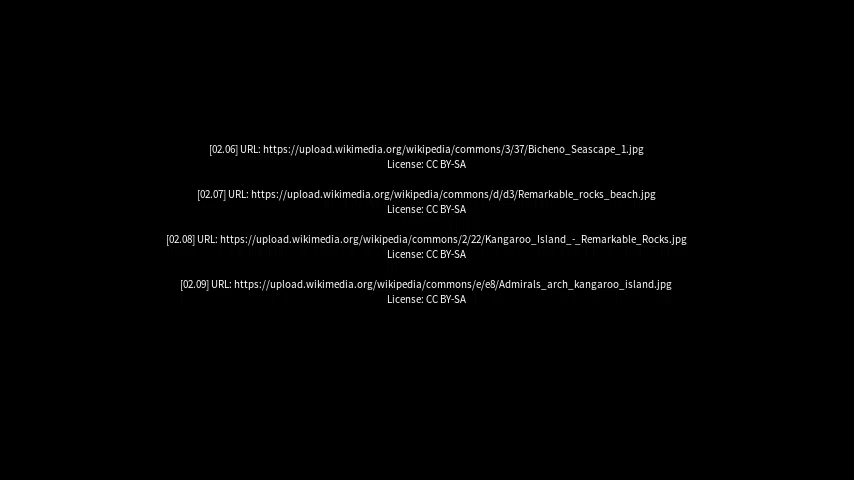 [02.06] URL: https://upload.wikimedia.org/wikipedia/commons/3/37/Bicheno_Seascape_1.jpg
License: CC BY-SA
[02.07] URL: https://upload.wikimedia.org/wikipedia/commons/d/d3/Remarkable_rocks_beach.jpg
License: CC BY-SA
[02.08] URL: https://upload.wikimedia.org/wikipedia/commons/2/22/Kangaroo_Island_-_Remarkable_Rocks.jpg
License: CC BY-SA
[02.09] URL: https://upload.wikimedia.org/wikipedia/commons/e/e8/Admirals_arch_kangaroo_island.jpg
License: CC BY-SA